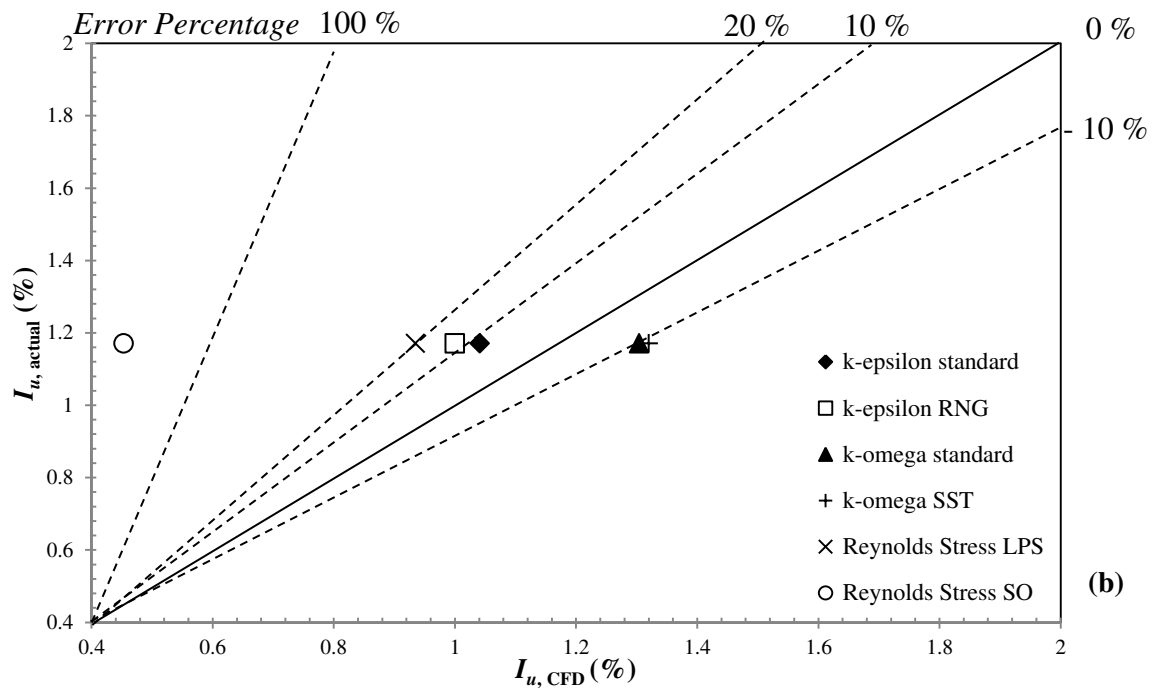 Error Percentage 100 % 20 % 10 % 0 %
2
1.8
1.6
1.4
1.2
1
0.8
0.6
0.4
- 10 %
I u, actual (%)
k-epsilon standard
k-epsilon RNG
k-omega standard
k-omega SST
Reynolds Stress LPS
Reynolds Stress SO
(b)
0.4 0.6 0.8 1 1.2 1.4 1.6 1.8 2
I u, CFD (%)